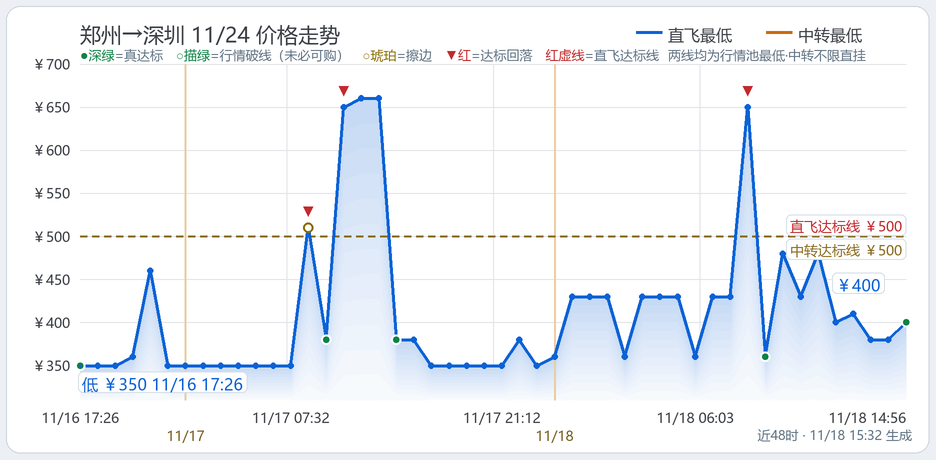 郑州→深圳 11/24 价格走势
直飞最低 中转最低
●深绿=真达标 ○描绿=行情破线（未必可购） ○琥珀=擦边 ▼红=达标回落 红虚线=直飞达标线 两线均为行情池最低·中转不限直挂
¥700
¥650
¥600
¥550
¥500
¥450
¥400
¥350
直飞达标线 ¥500
中转达标线 ¥500
¥400
低 ¥350 11/16 17:26
11/16 17:26 11/17 07:32 11/17 21:12 11/18 06:03 11/18 14:56
11/17 11/18
近48时 · 11/18 15:32 生成